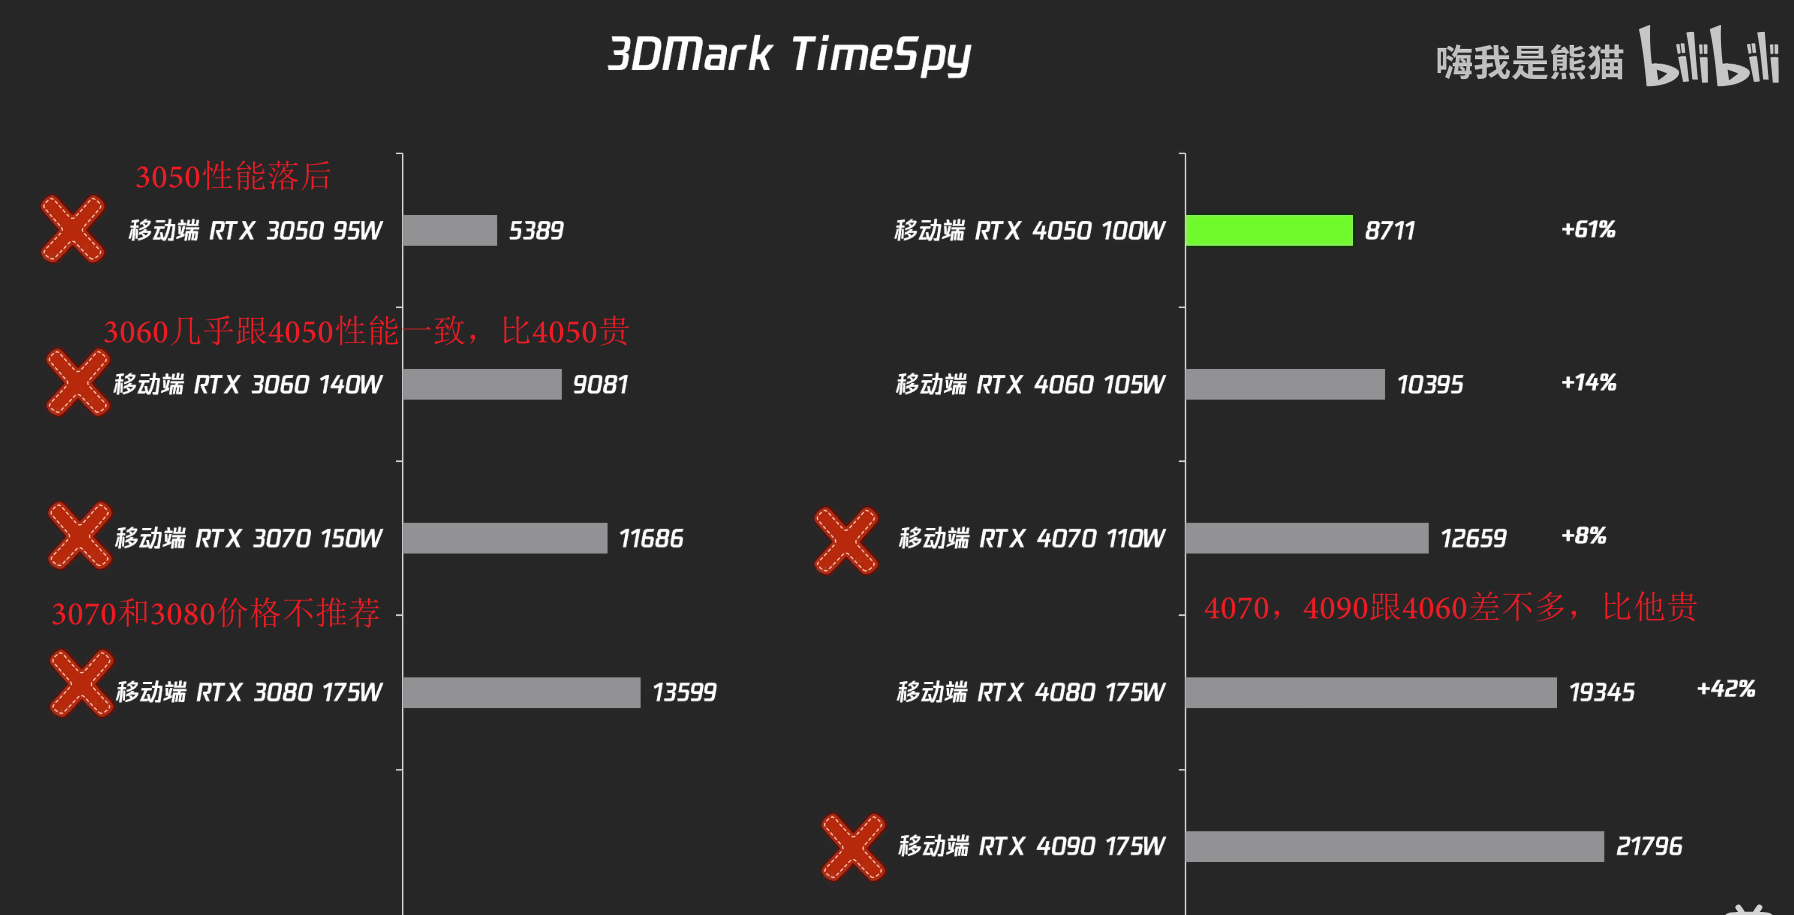 3DMark TimeSpy
嗨我是熊猫 bilibili
3050性能落后
移动端 RTX 3050 95W 5389
移动端 RTX 4050 100W 8711 +61%
3060几乎跟4050性能一致，比4050贵
移动端 RTX 3060 140W 9081
移动端 RTX 4060 105W 10395 +14%
移动端 RTX 3070 150W 11686
移动端 RTX 4070 110W 12659 +8%
3070和3080价格不推荐
4070，4090跟4060差不多，比他贵
移动端 RTX 3080 175W 13599
移动端 RTX 4080 175W 19345 +42%
移动端 RTX 4090 175W 21796